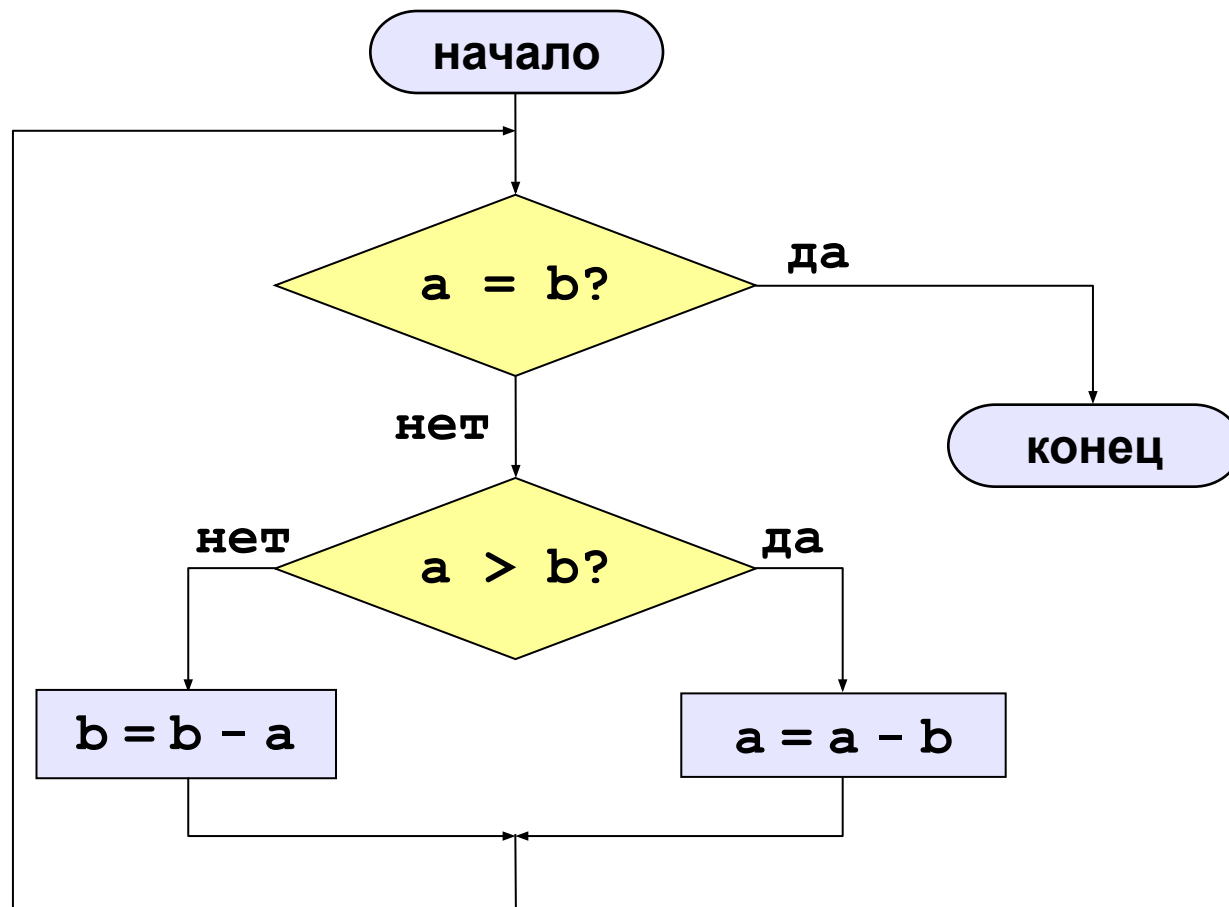 начало
a = b?
да
нет
конец
нет
a > b?
да
b = b - a
a = a - b